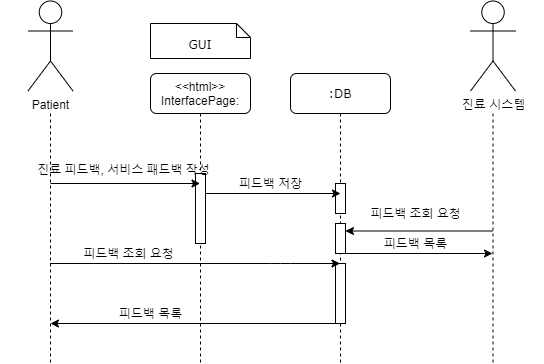 GUI
<<html>>
InterfacePage:
:DB
Patient
진료 시스템
진료 피드백, 서비스 패드백 작성
피드백 저장
피드백 조회 요청
피드백 목록
피드백 조회 요청
피드백 목록